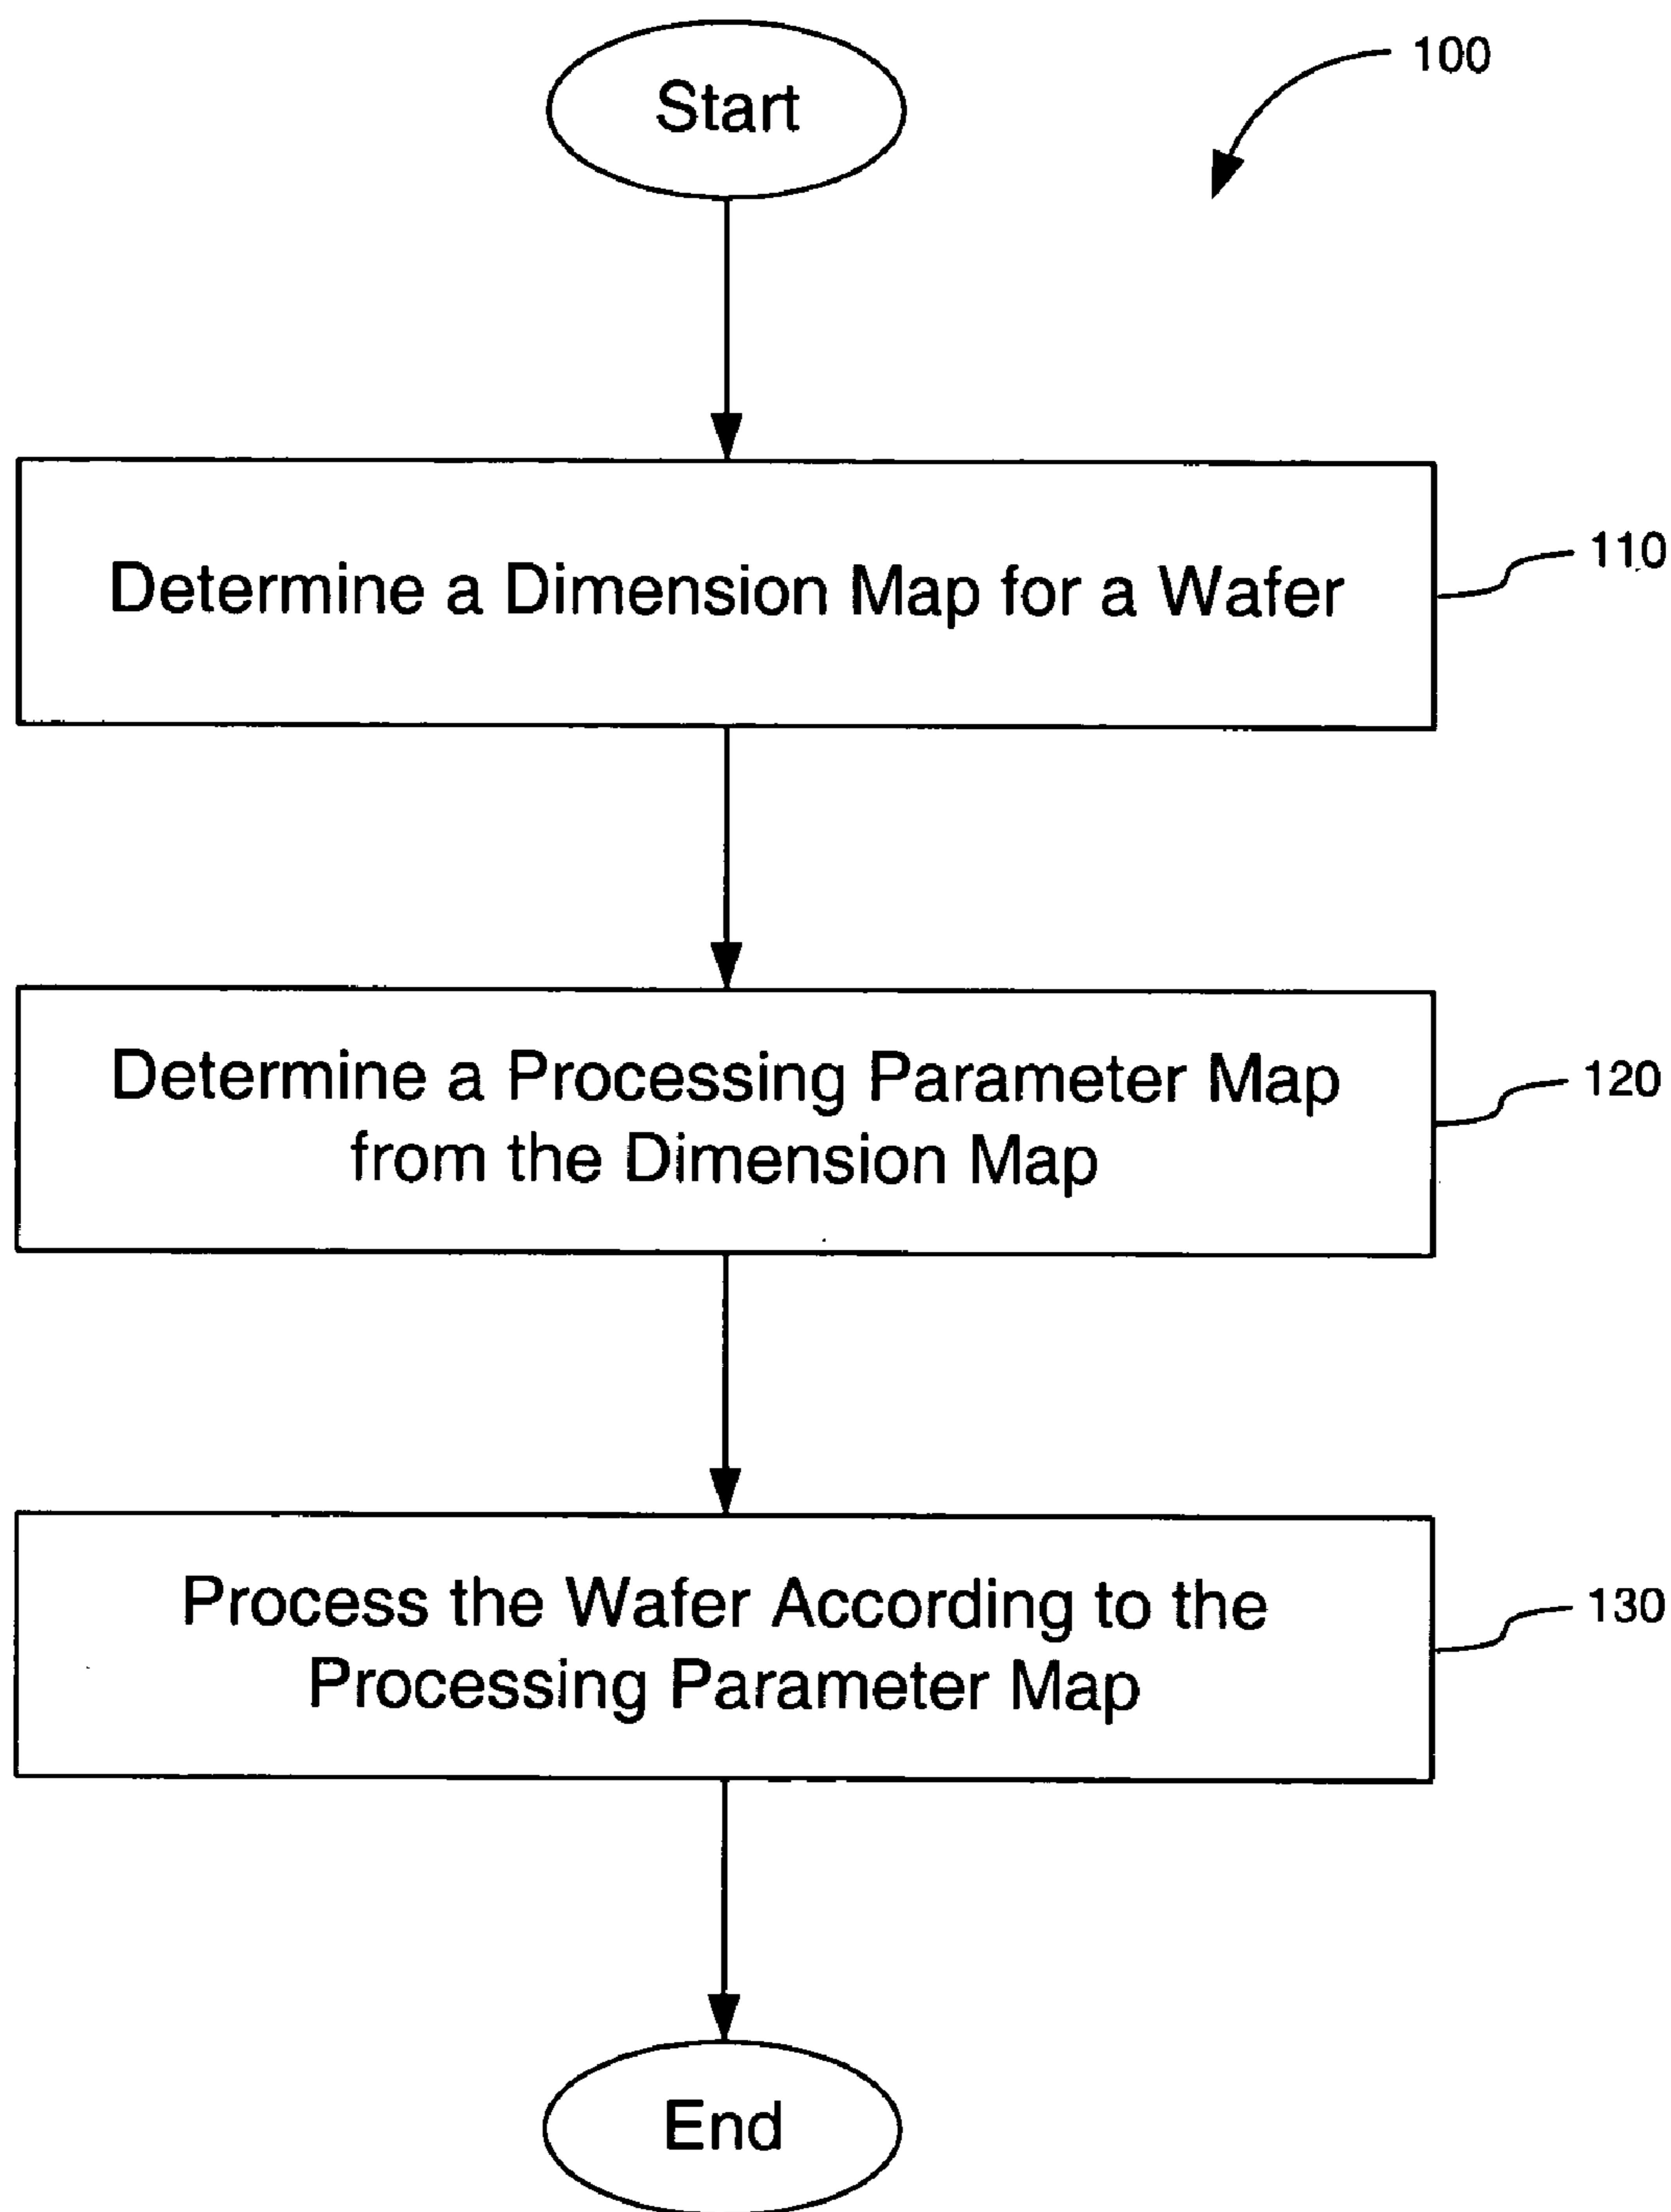 Start
100
Determine a Dimension Map for a Wafer
110
Determine a Processing Parameter Map
from the Dimension Map
120
Process the Wafer According to the
Processing Parameter Map
130
End